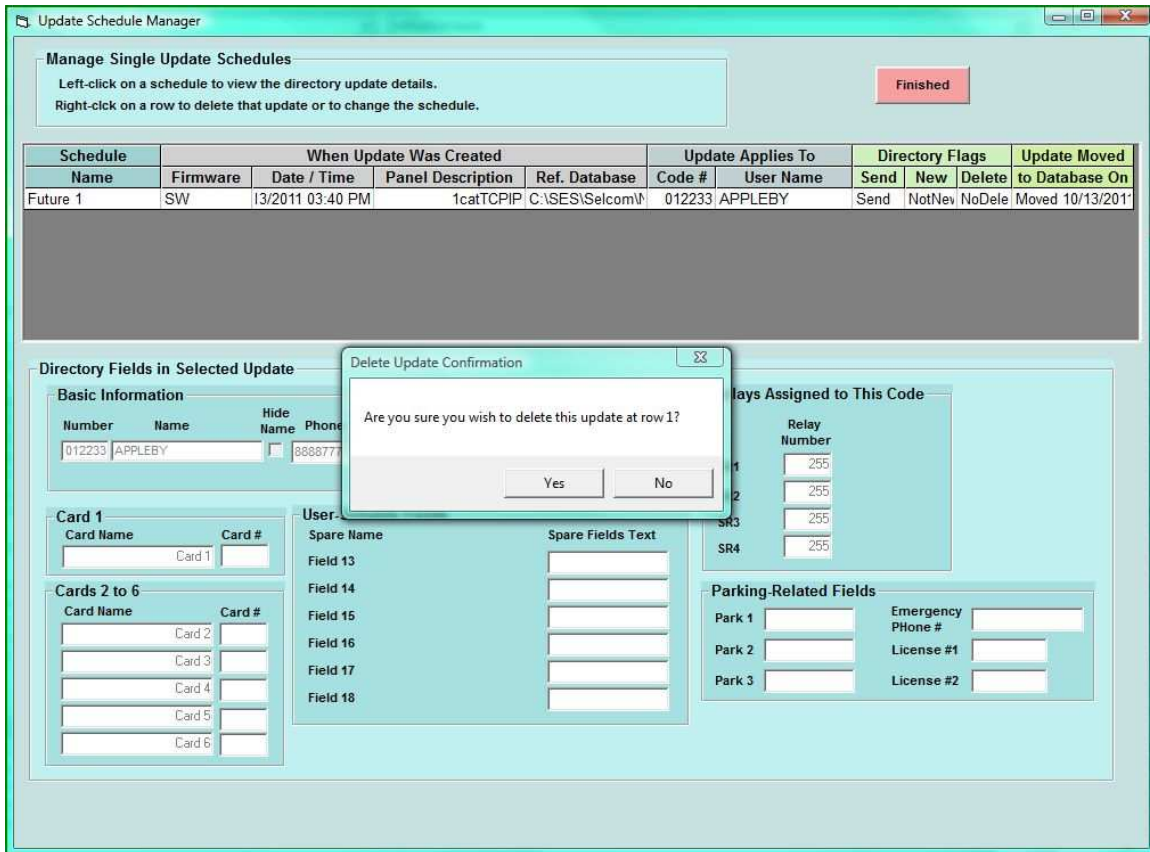 Update Schedule Manager
Manage Single Update Schedules
Left-click on a schedule to view the directory update details.
Right-clck on a row to delete that update or to change the schedule.
Finished
Schedule When Update Was Created Update Applies To Directory Flags Update Moved
Name Firmware Date / Time Panel Description Ref. Database Code # User Name Send New Delete to Database On
Future 1 SW 13/2011 03:40 PM 1catTCPIP C:\SES\Selcom\ 012233 APPLEBY Send NotNev NoDele Moved 10/13/201
Directory Fields in Selected Update
Basic Information
Number Name Hide Name Phone
012233 APPLEBY 8888777
Delete Update Confirmation
Are you sure you wish to delete this update at row 1?
Yes No
lays Assigned to This Code
Relay
Number
1 255
2 255
SR3 255
SR4 255
Card 1
Card Name Card #
Card 1
Cards 2 to 6
Card Name Card #
Card 2
Card 3
Card 4
Card 5
Card 6
User-
Spare Name Spare Fields Text
Field 13
Field 14
Field 15
Field 16
Field 17
Field 18
Parking-Related Fields
Park 1 Emergency PHone #
Park 2 License #1
Park 3 License #2